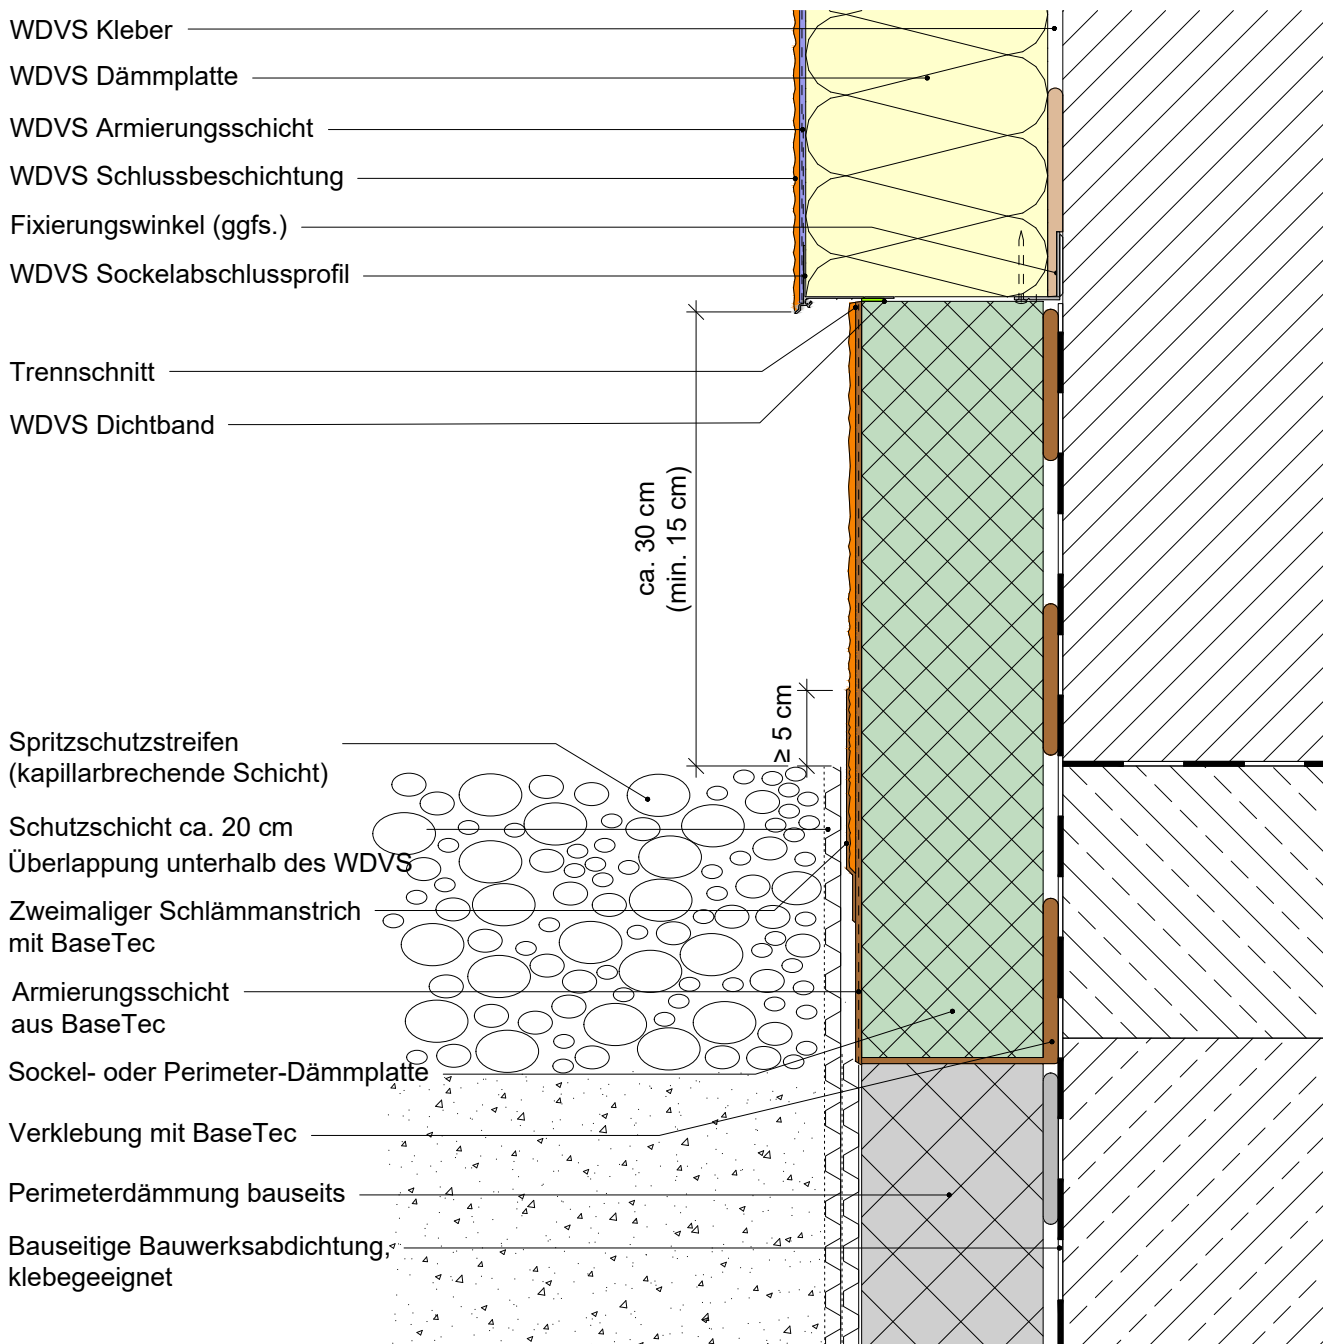 WDVS Kleber
WDVS Dämmplatte
WDVS Armierungsschicht
WDVS Schlussbeschichtung
Fixierungswinkel (ggfs.)
WDVS Sockelabschlussprofil
Trennschnitt
WDVS Dichtband
ca. 30 cm
(min. 15 cm)
≥ 5 cm
Spritzschutzstreifen
(kapillarbrechende Schicht)
Schutzschicht ca. 20 cm
Überlappung unterhalb des WDVS
Zweimaliger Schlämmanstrich
mit BaseTec
Armierungsschicht
aus BaseTec
Sockel- oder Perimeter-Dämmplatte
Verklebung mit BaseTec
Perimeterdämmung bauseits
Bauseitige Bauwerksabdichtung,
klebegeeignet